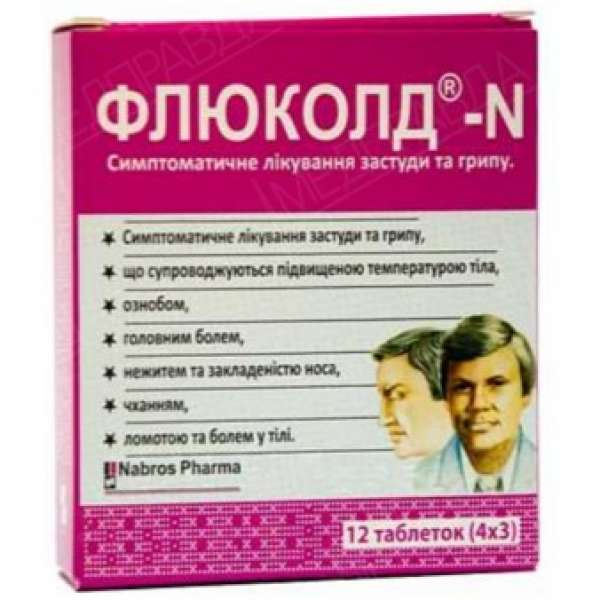 ФЛЮКОЛД®-N
Симптоматичне лікування застуди та грипу.
Симптоматичне лікування застуди та грипу,
що супроводжуються підвищеною температурою тіла,
ознобом,
головним болем,
нежитем та закладеністю носа,
чханням,
ломотою та болем у тілі.
Nabros Pharma
12 таблеток (4х3)